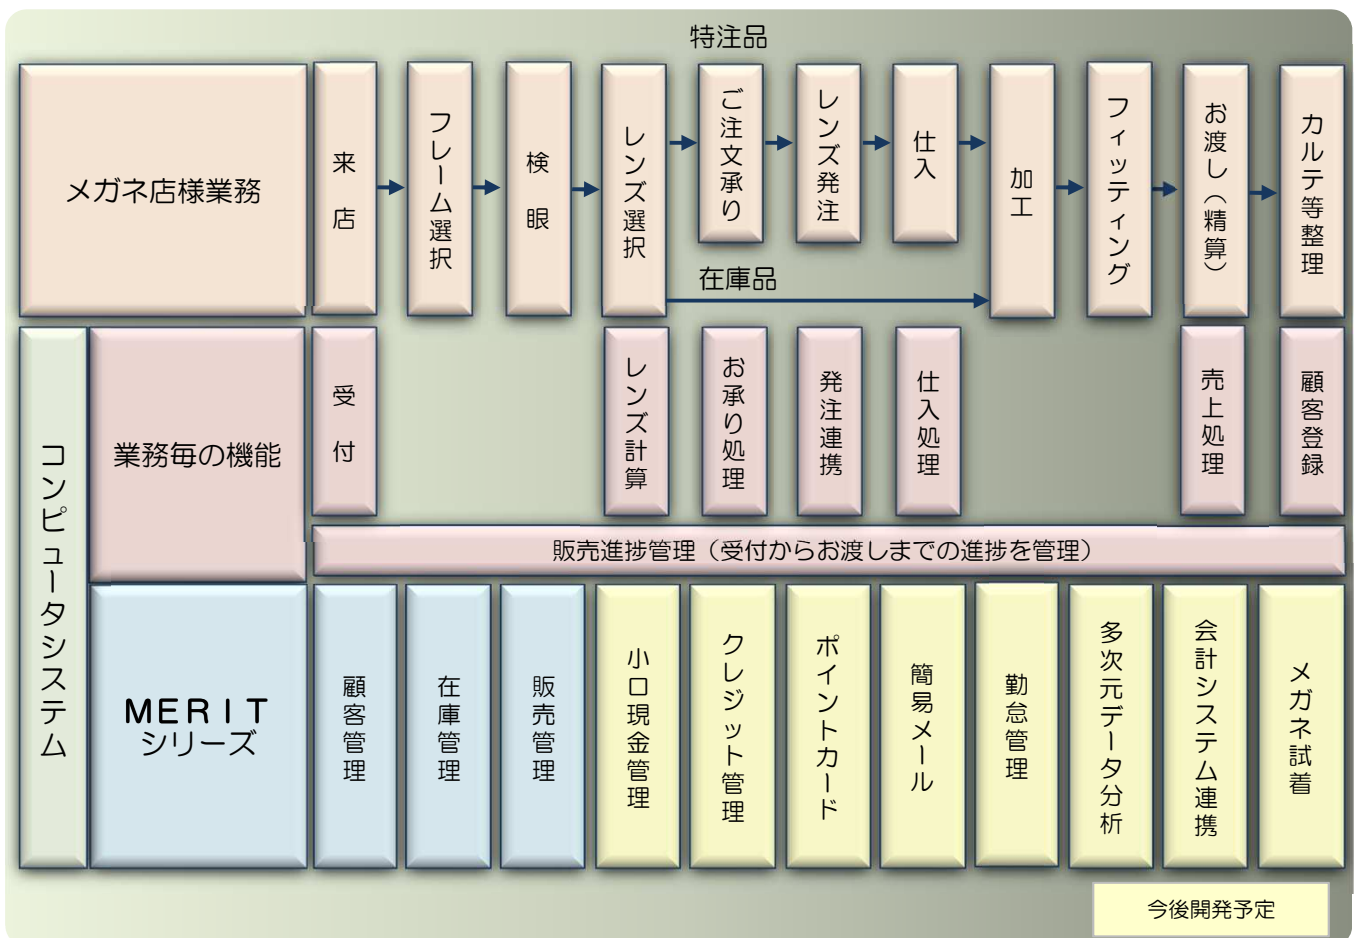 特注品
メガネ店様業務
来店
フレーム選択
検眼
レンズ選択
ご注文承り
レンズ発注
仕入
加工
フィッティング
お渡し（精算）
カルテ等整理
在庫品
コンピュータシステム
業務毎の機能
受付
レンズ計算
お承り処理
発注連携
仕入処理
売上処理
顧客登録
販売進捗管理（受付からお渡しまでの進捗を管理）
ＭＥＲＩＴ
シリーズ
顧客管理
在庫管理
販売管理
小口現金管理
クレジット管理
ポイントカード
簡易メール
勤怠管理
多次元データ分析
会計システム連携
メガネ試着
今後開発予定